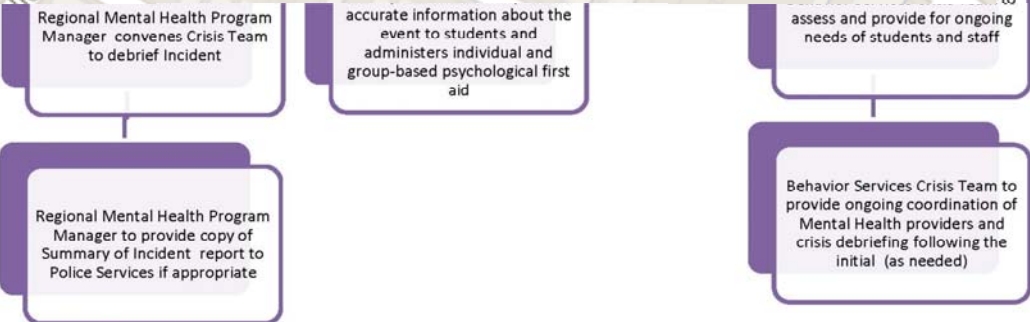 Regional Mental Health Program
Manager convenes Crisis Team
to debrief Incident
Regional Mental Health Program
Manager to provide copy of
Summary of Incident report to
Police Services if appropriate
accurate information about the
event to students and
administers individual and
group-based psychological first
aid
assess and provide for ongoing
needs of students and staff
Behavior Services Crisis Team to
provide ongoing coordination of
Mental Health providers and
crisis debriefing following the
initial (as needed)